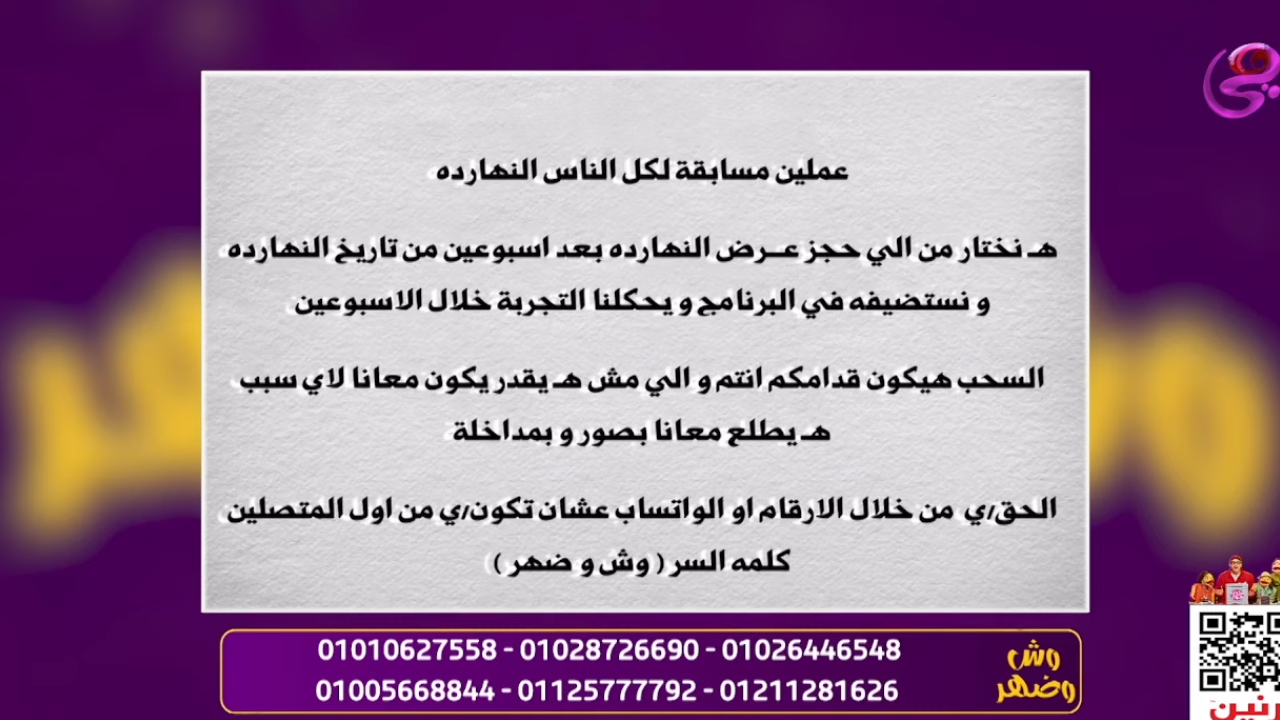 عملين مسابقة لكل الناس النهارده
هـ نختار من الي حجز عـرض النهارده بعد اسبوعين من تاريخ النهارده
و نستضيفه في البرنامج و يحكلنا التجربة خلال الاسبوعين
السحب هيكون قدامكم انتم و الي مش هـ يقدر يكون معانا لاي سبب
هـ يطلع معانا بصور و بمداخلة
الحق/ي من خلال الارقام او الواتساب عشان تكون/ي من اول المتصلين
كلمه السر ( وش و ضهر )
01010627558 - 01028726690 - 01026446548
01005668844 - 01125777792 - 01211281626
وش
وضهر
رنين